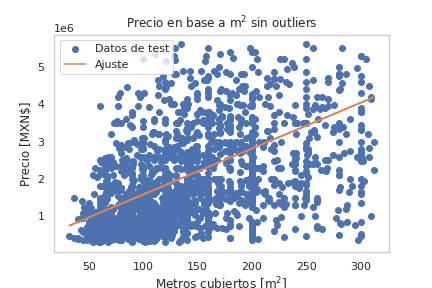 Precio en base a m² sin outliers
1e6
Datos de test
Ajuste
5
4
3
2
1
Precio [MXN$]
50 100 150 200 250 300
Metros cubiertos [m²]